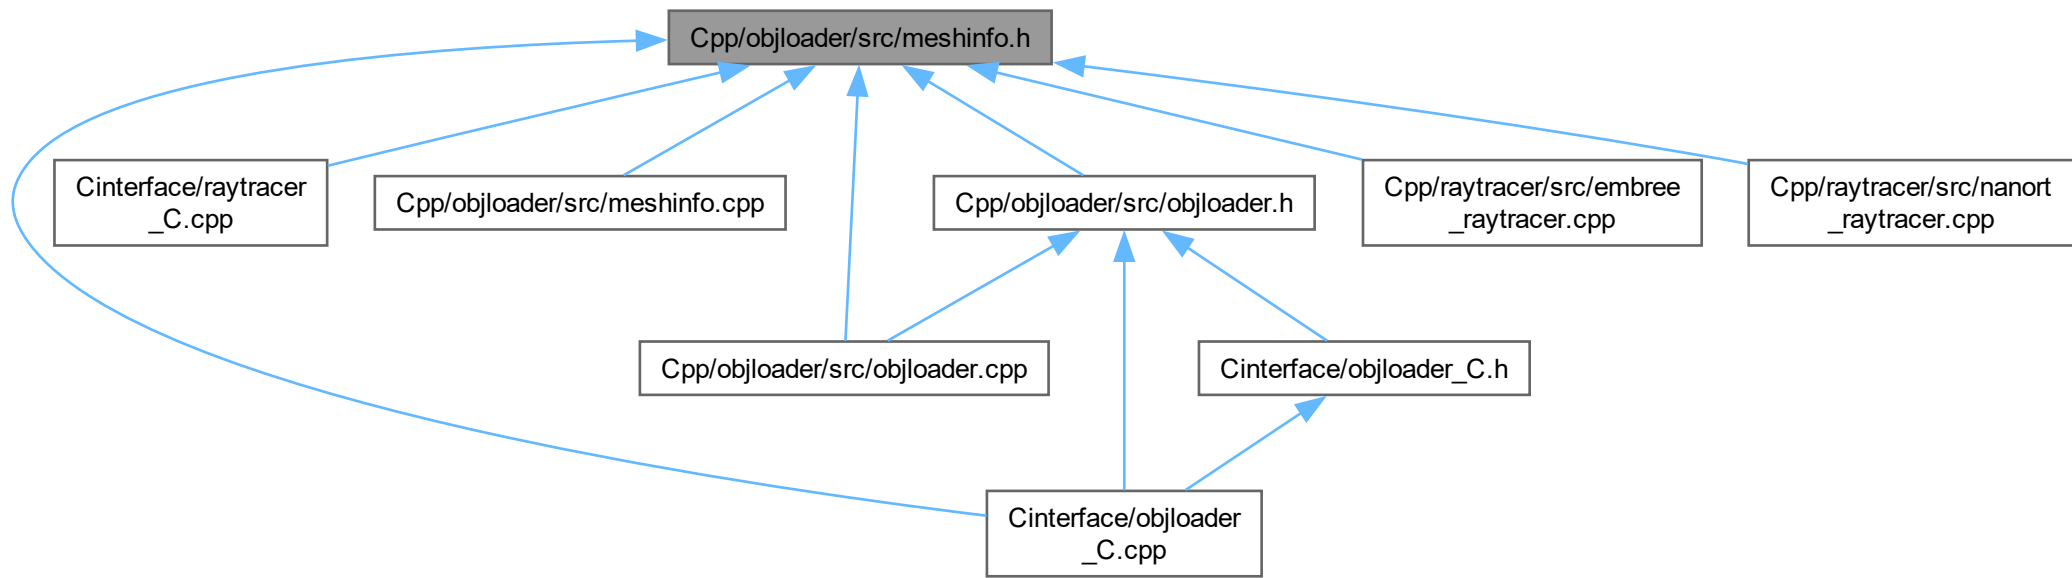 Cpp/objloader/src/meshinfo.h
Cinterface/raytracer
_C.cpp
Cpp/objloader/src/meshinfo.cpp
Cpp/objloader/src/objloader.h
Cpp/raytracer/src/embree
_raytracer.cpp
Cpp/raytracer/src/nanort
_raytracer.cpp
Cpp/objloader/src/objloader.cpp
Cinterface/objloader_C.h
Cinterface/objloader
_C.cpp